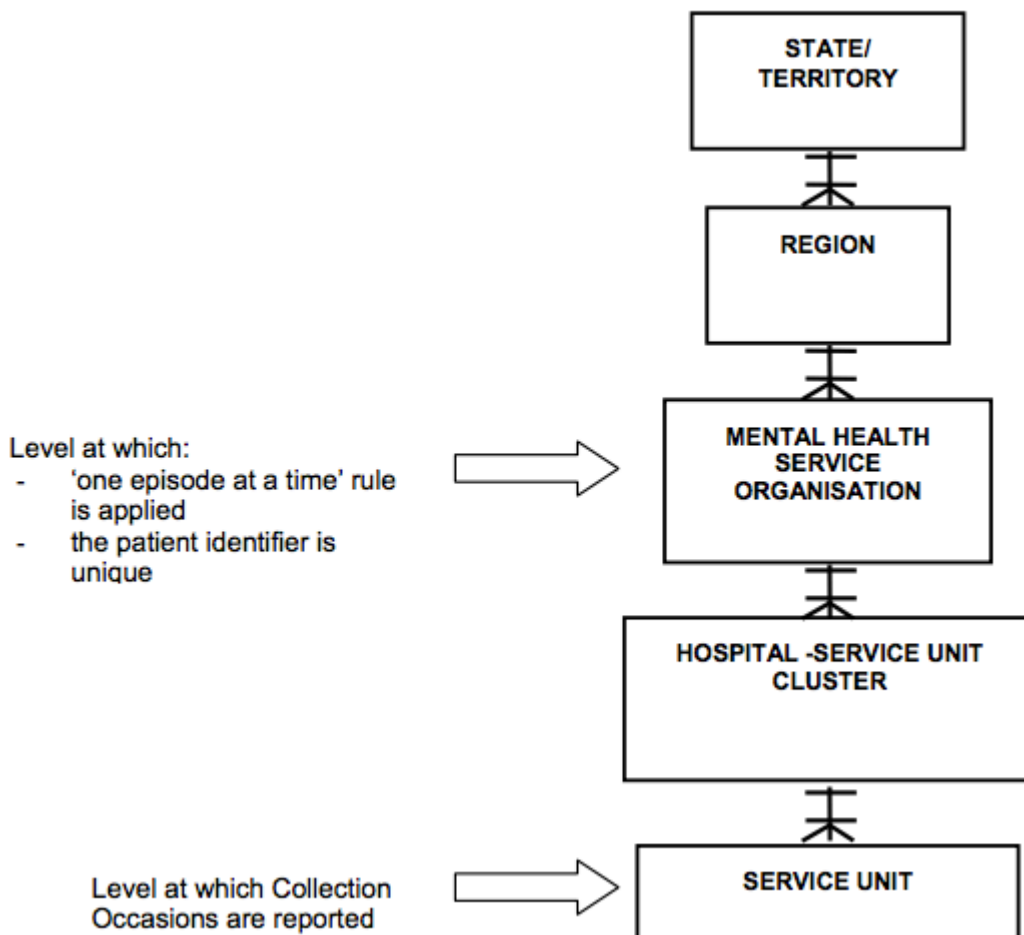 STATE/
TERRITORY
REGION
Level at which:
- ‘one episode at a time’ rule
is applied
- the patient identifier is
unique
MENTAL HEALTH
SERVICE
ORGANISATION
HOSPITAL -SERVICE UNIT
CLUSTER
Level at which Collection
Occasions are reported
SERVICE UNIT